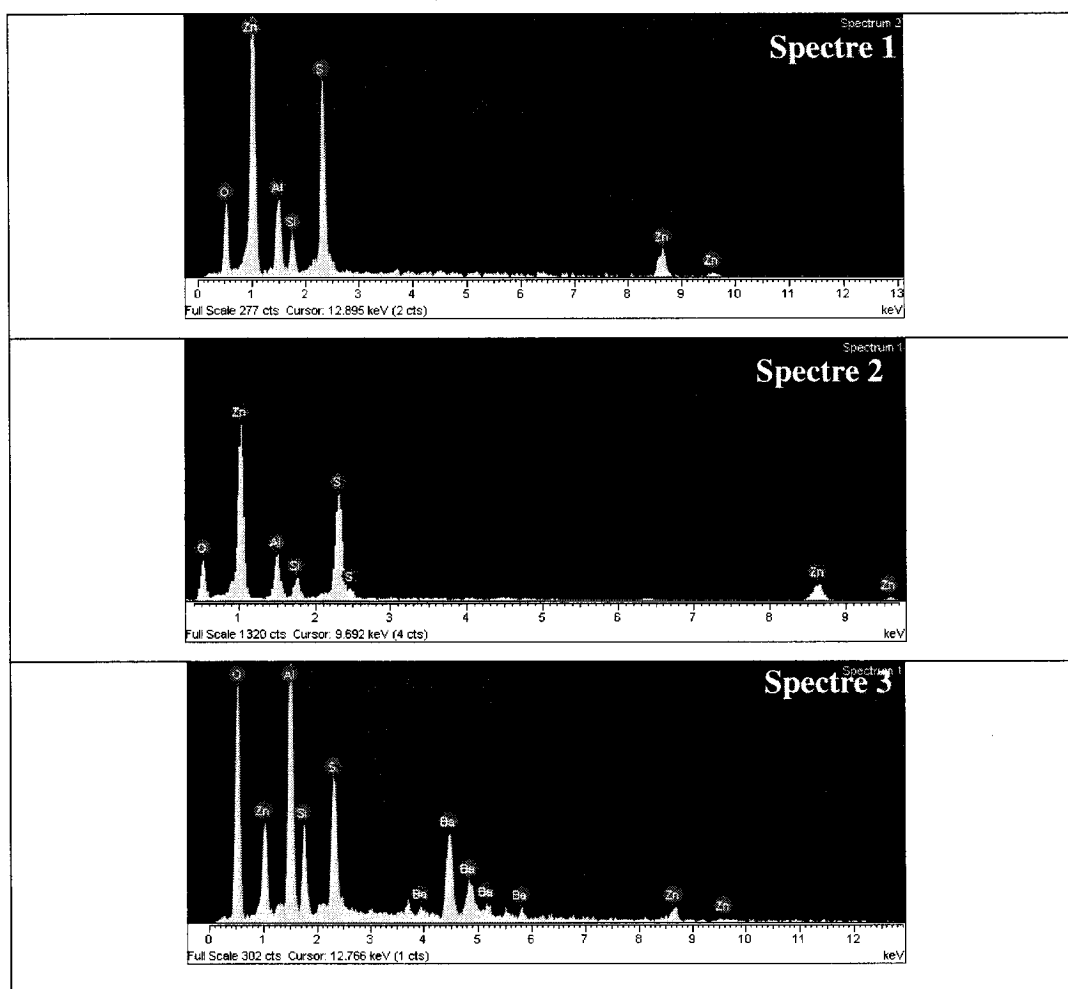 Spectrum 2
Spectre 1
Zn
S
O
Al
Si
Zn
Zn
0 1 2 3 4 5 6 7 8 9 10 11 12 13
Full Scale 277 cts Cursor: 12.895 keV (2 cts) keV
Spectrum 1
Spectre 2
Zn
S
O
Al
Si
S
Zn
Zn
1 2 3 4 5 6 7 8 9
Full Scale 1320 cts Cursor: 9.692 keV (4 cts) keV
Spectrum 1
Spectre 3
O
Al
S
Zn
Si
Ba
Ba
Ba
Ba
Ba
Zn
Zn
0 1 2 3 4 5 6 7 8 9 10 11 12
Full Scale 302 cts Cursor: 12.766 keV (1 cts) keV